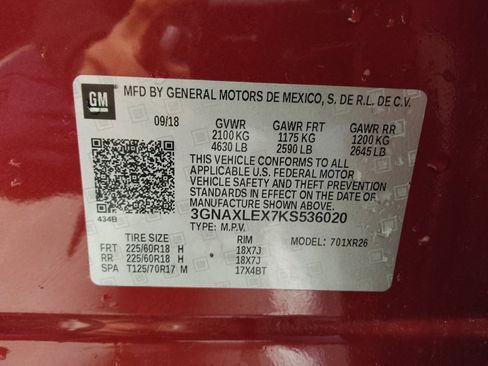 GM
MFD BY GENERAL MOTORS DE MEXICO, S. DE R.L. DE C.V.
09/18 GVWR GAWR FRT GAWR RR
2100 KG 1175 KG 1200 KG
4630 LB 2590 LB 2645 LB
THIS VEHICLE CONFORMS TO ALL
APPLICABLE U.S. FEDERAL MOTOR
VEHICLE SAFETY AND THEFT PREVENTION
STANDARDS IN EFFECT ON THE DATE OF
MANUFACTURE SHOWN ABOVE.
434B 3GNAXLEX7KS536020
TYPE: M.P.V. MODEL: 701XR26
TIRE SIZE RIM
FRT 225/60R18 H 18X7J
RR 225/60R18 H 18X7J
SPA T125/70R17 M 17X4BT